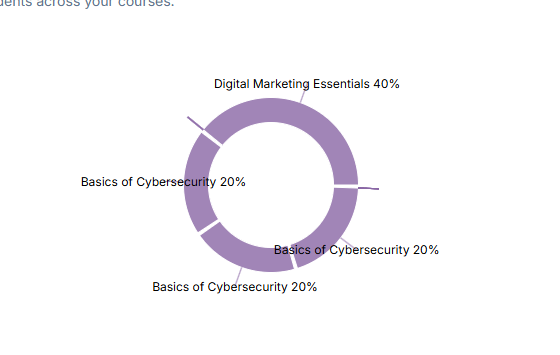 across your courses.
Digital Marketing Essentials 40%
Basics of Cybersecurity 20%
Basics of Cybersecurity 20%
Basics of Cybersecurity 20%